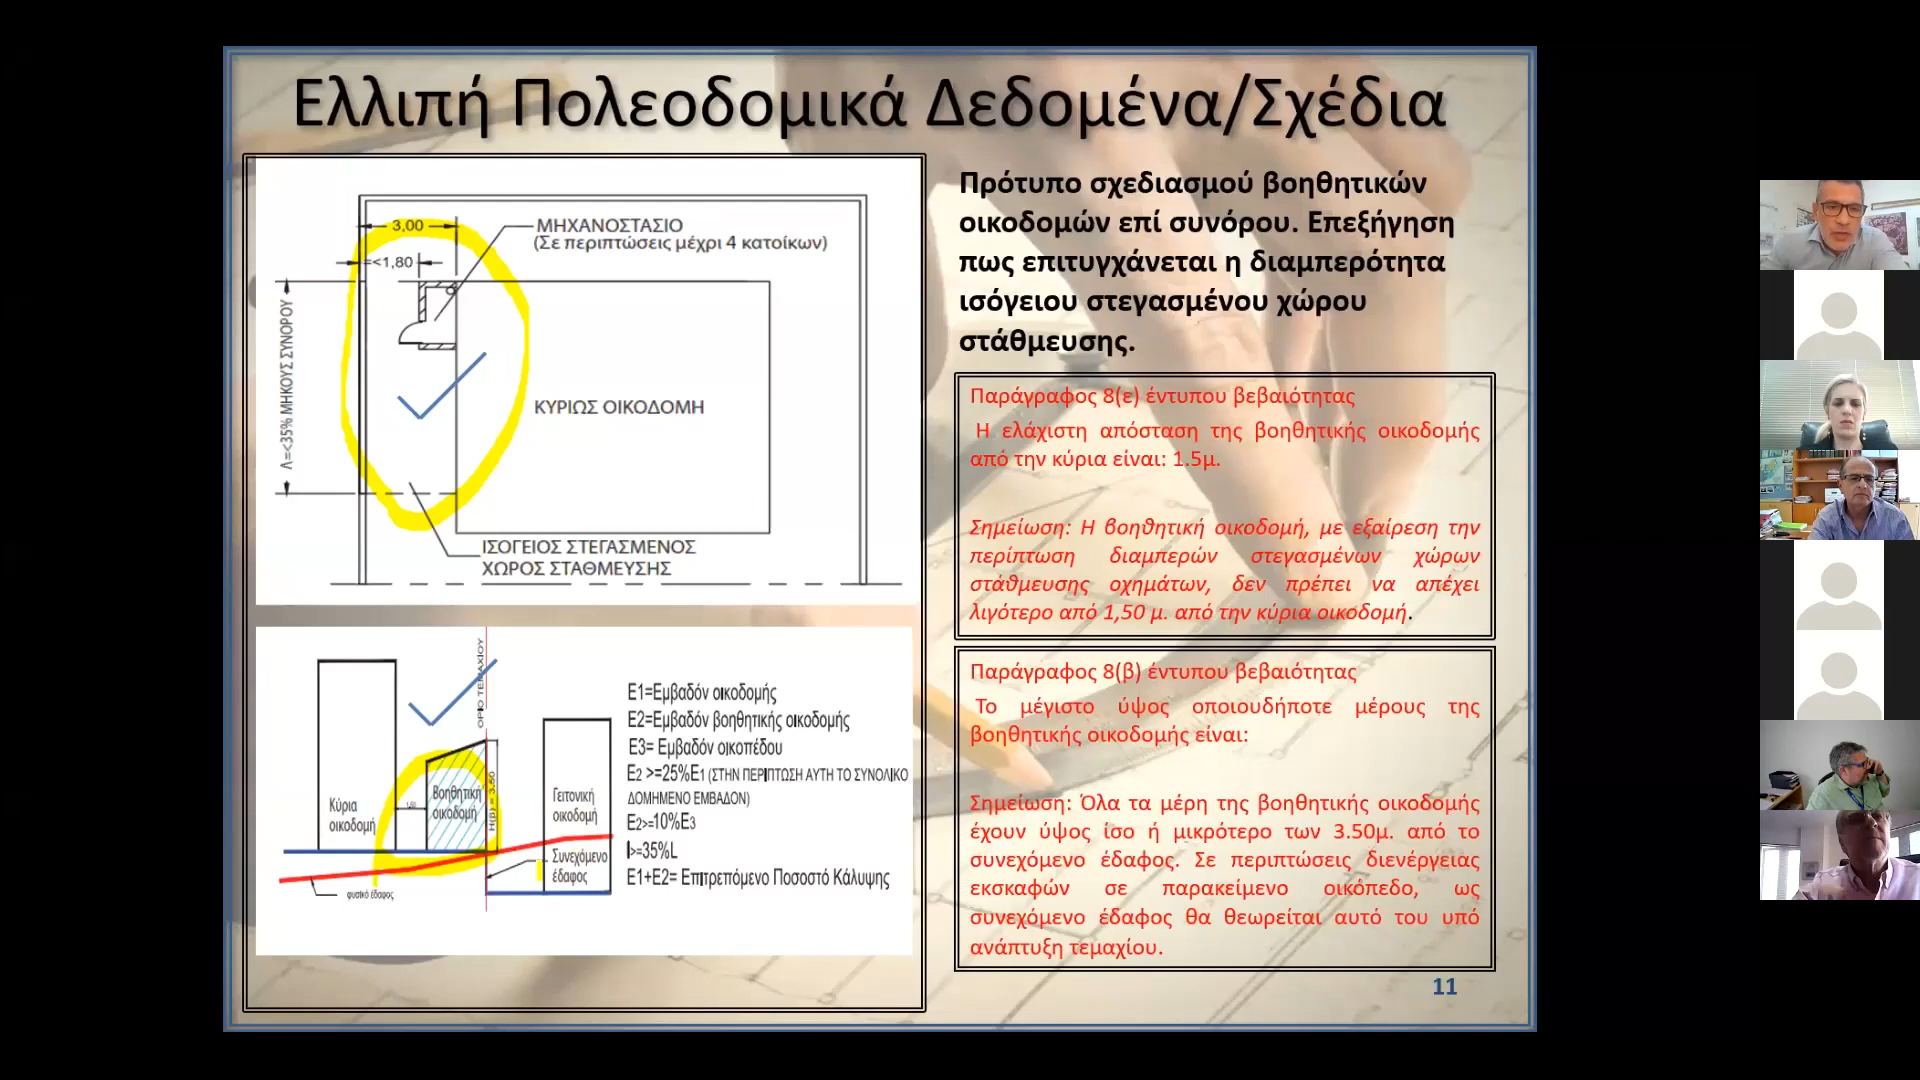 Ελλιπή Πολεοδομικά Δεδομένα/Σχέδια
3,00
ΜΗΧΑΝΟΣΤΑΣΙΟ
(Σε περιπτώσεις μέχρι 4 κατοίκων)
=<1,80
Λ=<35% ΜΗΚΟΥΣ ΣΥΝΟΡΟΥ
ΚΥΡΙΩΣ ΟΙΚΟΔΟΜΗ
ΙΣΟΓΕΙΟΣ ΣΤΕΓΑΣΜΕΝΟΣ
ΧΩΡΟΣ ΣΤΑΘΜΕΥΣΗΣ
ΟΡΙΟ ΤΕΜΑΧΙΟΥ
Κύρια
οικοδομή
Βοηθητική
οικοδομή
Η(β) = 3,50
Γειτονική
οικοδομή
Συνεχόμενο
έδαφος
φυσικό έδαφος
E1=Εμβαδόν οικοδομής
E2=Εμβαδόν βοηθητικής οικοδομής
E3= Εμβαδόν οικοπέδου
E2 >=25%E1 (ΣΤΗΝ ΠΕΡΙΠΤΩΣΗ ΑΥΤΗ ΤΟ ΣΥΝΟΛΙΚΟ
ΔΟΜΗΜΕΝΟ ΕΜΒΑΔΟΝ)
E2>=10%E3
l>=35%L
E1+E2= Επιτρεπόμενο Ποσοστό Κάλυψης
Πρότυπο σχεδιασμού βοηθητικών
οικοδομών επί συνόρου. Επεξήγηση
πως επιτυγχάνεται η διαμπερότητα
ισόγειου στεγασμένου χώρου
στάθμευσης.
Παράγραφος 8(ε) έντυπου βεβαιότητας
Η ελάχιστη απόσταση της βοηθητικής οικοδομής
από την κύρια είναι: 1.5μ.
Σημείωση: Η βοηθητική οικοδομή, με εξαίρεση την
περίπτωση διαμπερών στεγασμένων χώρων
στάθμευσης οχημάτων, δεν πρέπει να απέχει
λιγότερο από 1,50 μ. από την κύρια οικοδομή.
Παράγραφος 8(β) έντυπου βεβαιότητας
Το μέγιστο ύψος οποιουδήποτε μέρους της
βοηθητικής οικοδομής είναι:
Σημείωση: Όλα τα μέρη της βοηθητικής οικοδομής
έχουν ύψος ίσο ή μικρότερο των 3.50μ. από το
συνεχόμενο έδαφος. Σε περιπτώσεις διενέργειας
εκσκαφών σε παρακείμενο οικόπεδο, ως
συνεχόμενο έδαφος θα θεωρείται αυτό του υπό
ανάπτυξη τεμαχίου.
11